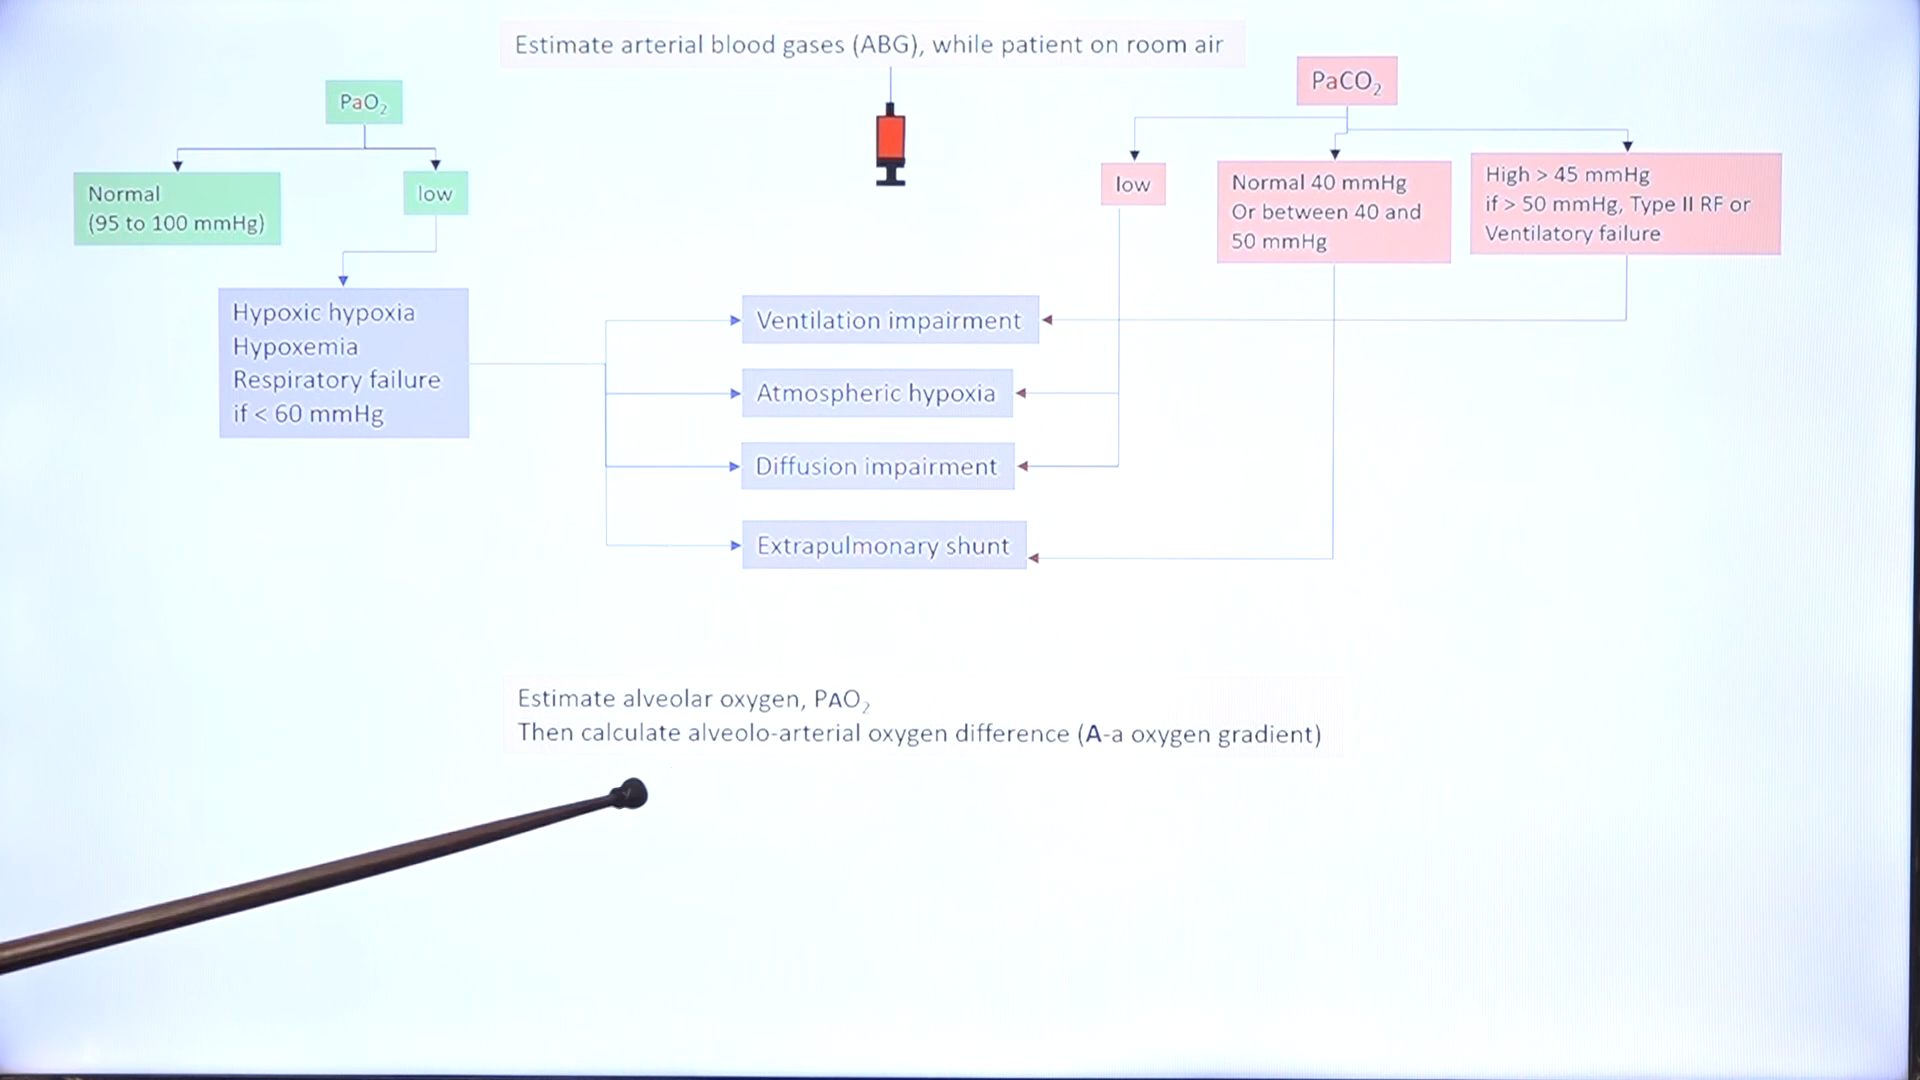 Estimate arterial blood gases (ABG), while patient on room air
PaO₂
PaCO₂
Normal
(95 to 100 mmHg)
low
low
Normal 40 mmHg
Or between 40 and
50 mmHg
High > 45 mmHg
if > 50 mmHg, Type II RF or
Ventilatory failure
Hypoxic hypoxia
Hypoxemia
Respiratory failure
if < 60 mmHg
Ventilation impairment
Atmospheric hypoxia
Diffusion impairment
Extrapulmonary shunt
Estimate alveolar oxygen, PAO₂
Then calculate alveolo-arterial oxygen difference (A-a oxygen gradient)